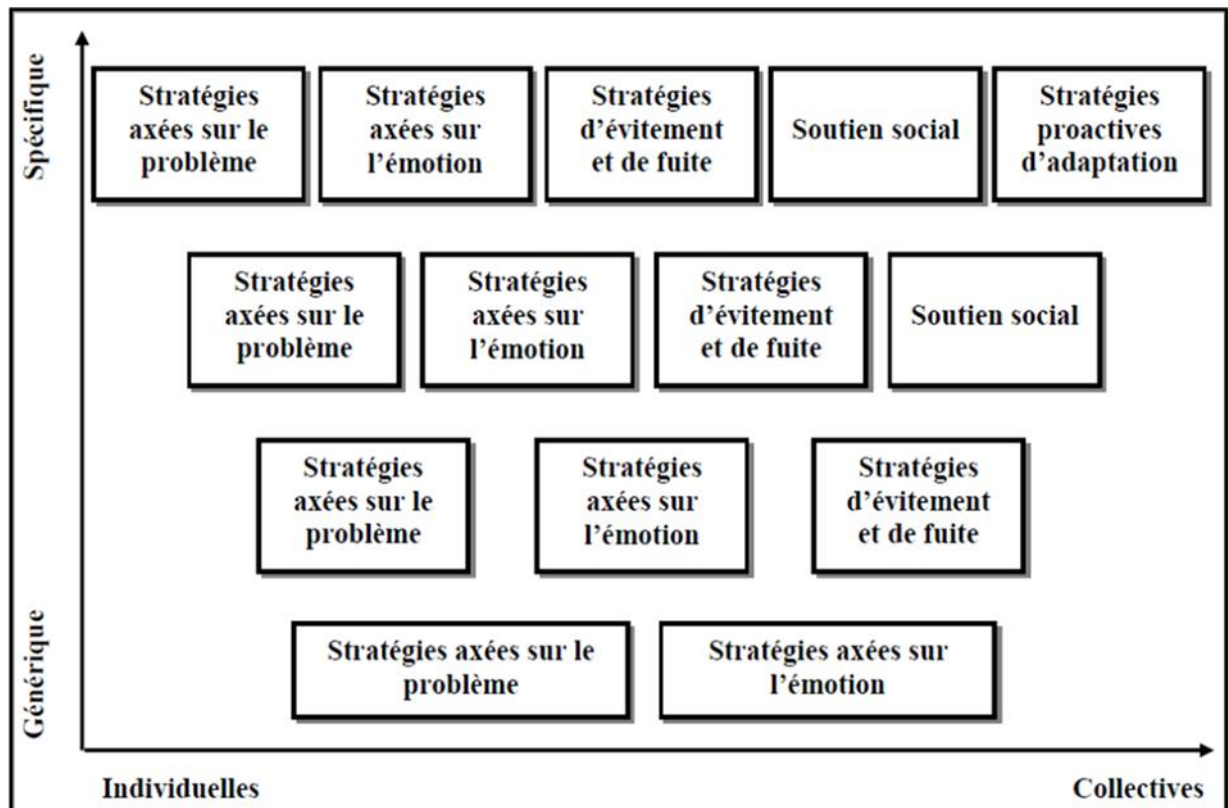 Spécifique
Stratégies
axées sur le
problème
Stratégies
axées sur
l’émotion
Stratégies
d’évitement
et de fuite
Soutien social
Stratégies
proactives
d’adaptation
Stratégies
axées sur le
problème
Stratégies
axées sur
l’émotion
Stratégies
d’évitement
et de fuite
Soutien social
Stratégies
axées sur le
problème
Stratégies
axées sur
l’émotion
Stratégies
d’évitement
et de fuite
Générique
Stratégies axées sur le
problème
Stratégies axées sur
l’émotion
Individuelles
Collectives